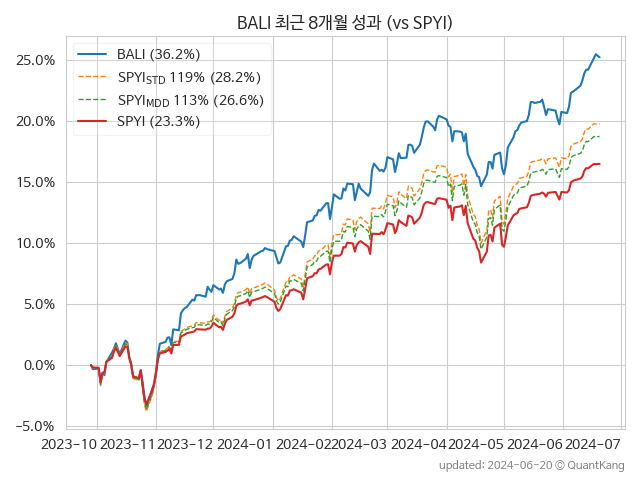 BALI 최근 8개월 성과 (vs SPYI)
BALI (36.2%)
SPYISTD 119% (28.2%)
SPYIMDD 113% (26.6%)
SPYI (23.3%)
25.0%
20.0%
15.0%
10.0%
5.0%
0.0%
−5.0%
2023−10 2023−11 2023−12 2024−01 2024−02 2024−03 2024−04 2024−05 2024−06 2024−07
updated: 2024-06-20 © QuantKang